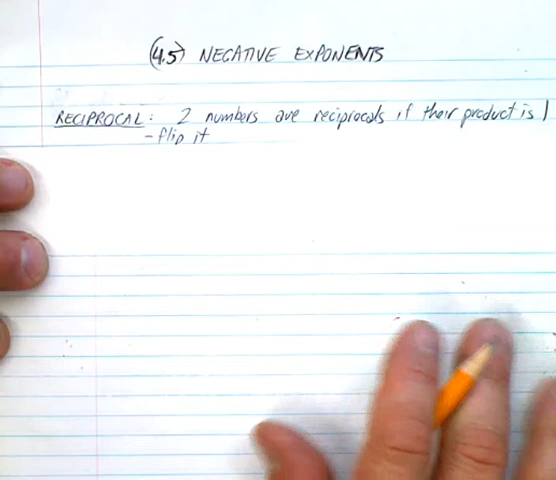 (4.5) NEGATIVE EXPONENTS
RECIPROCAL: 2 numbers are reciprocals if their product is 1
- flip it